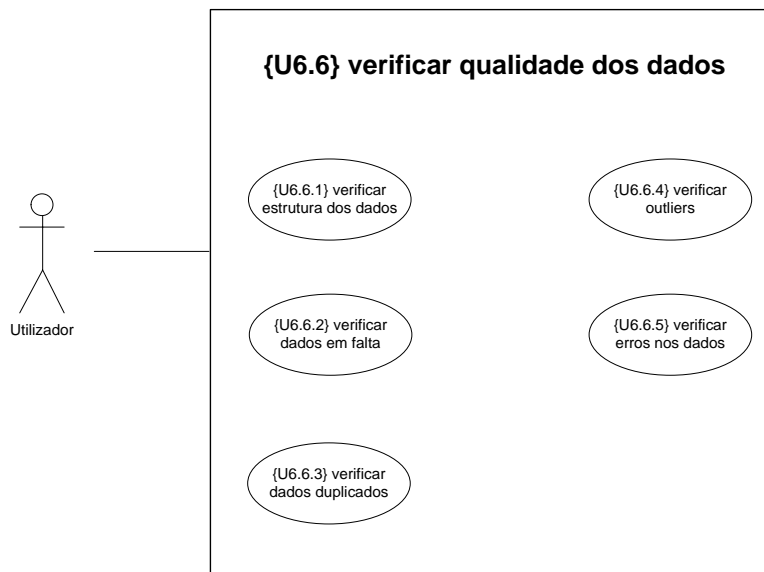 {U6.6} verificar qualidade dos dados
{U6.6.1} verificar
estrutura dos dados
{U6.6.4} verificar
outliers
Utilizador
{U6.6.2} verificar
dados em falta
{U6.6.5} verificar
erros nos dados
{U6.6.3} verificar
dados duplicados